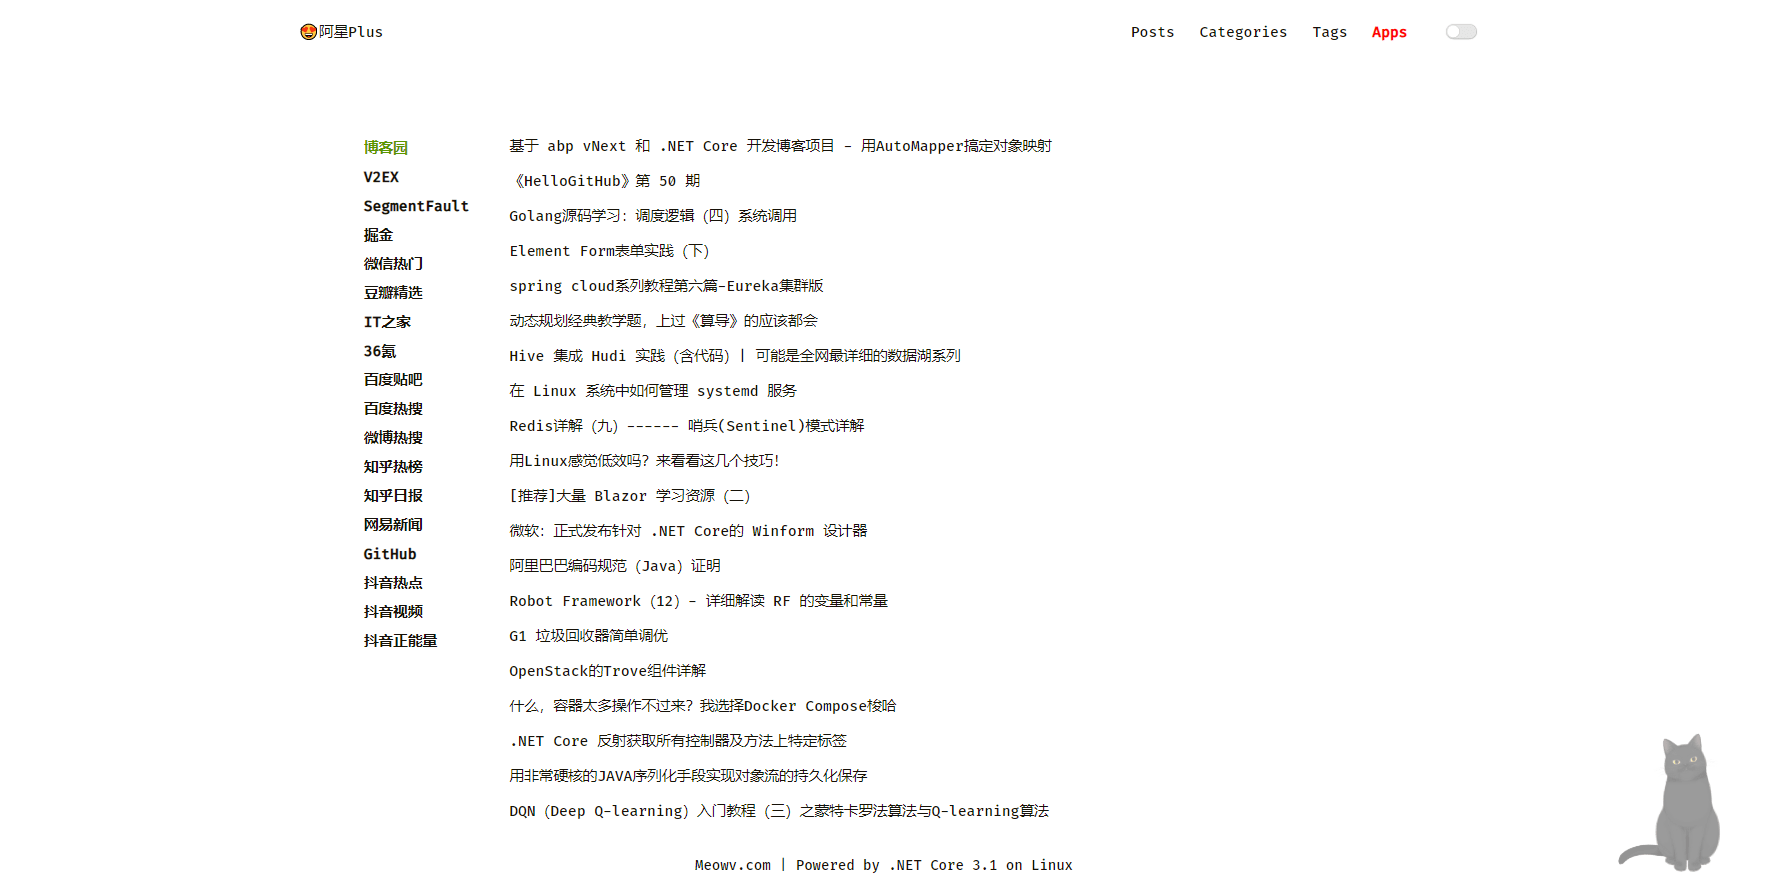 阿星Plus
Posts Categories Tags Apps
博客园
V2EX
SegmentFault
掘金
微信热门
豆瓣精选
IT之家
36氪
百度贴吧
百度热搜
微博热搜
知乎热榜
知乎日报
网易新闻
GitHub
抖音热点
抖音视频
抖音正能量
基于 abp vNext 和 .NET Core 开发博客项目 - 用AutoMapper搞定对象映射
《HelloGitHub》第 50 期
Golang源码学习：调度逻辑（四）系统调用
Element Form表单实践（下）
spring cloud系列教程第六篇-Eureka集群版
动态规划经典教学题，上过《算导》的应该都会
Hive 集成 Hudi 实践（含代码）| 可能是全网最详细的数据湖系列
在 Linux 系统中如何管理 systemd 服务
Redis详解（九）------ 哨兵(Sentinel)模式详解
用Linux感觉低效吗？来看看这几个技巧！
[推荐]大量 Blazor 学习资源（二）
微软：正式发布针对 .NET Core的 Winform 设计器
阿里巴巴编码规范（Java）证明
Robot Framework（12）- 详细解读 RF 的变量和常量
G1 垃圾回收器简单调优
OpenStack的Trove组件详解
什么，容器太多操作不过来？我选择Docker Compose梭哈
.NET Core 反射获取所有控制器及方法上特定标签
用非常硬核的JAVA序列化手段实现对象流的持久化保存
DQN（Deep Q-learning）入门教程（三）之蒙特卡罗法算法与Q-learning算法
Meowv.com | Powered by .NET Core 3.1 on Linux